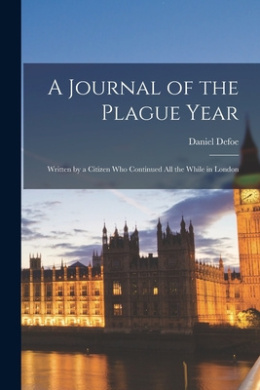 A Journal of the
Plague Year
Daniel Defoe
Written by a Citizen Who Continued All the While in London